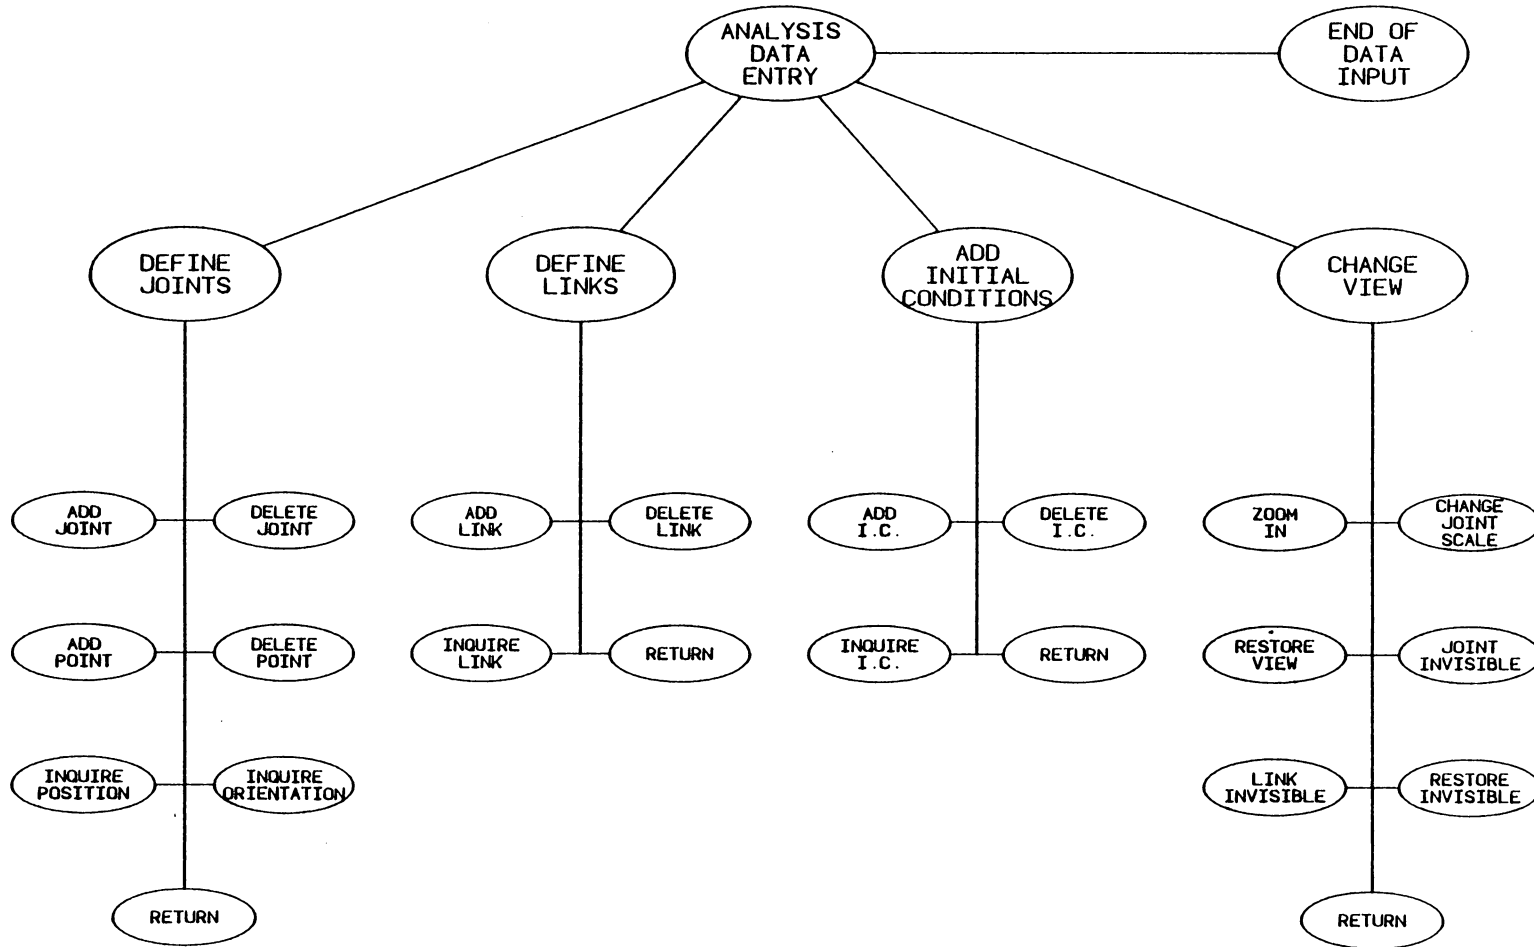 ANALYSIS
DATA
ENTRY
END OF
DATA
INPUT
DEFINE
JOINTS
DEFINE
LINKS
ADD
INITIAL
CONDITIONS
CHANGE
VIEW
ADD
JOINT
DELETE
JOINT
ADD
POINT
DELETE
POINT
INQUIRE
POSITION
INQUIRE
ORIENTATION
RETURN
ADD
LINK
DELETE
LINK
INQUIRE
LINK
RETURN
ADD
I.C.
DELETE
I.C.
INQUIRE
I.C.
RETURN
ZOOM
IN
CHANGE
JOINT
SCALE
RESTORE
VIEW
JOINT
INVISIBLE
LINK
INVISIBLE
RESTORE
INVISIBLE
RETURN